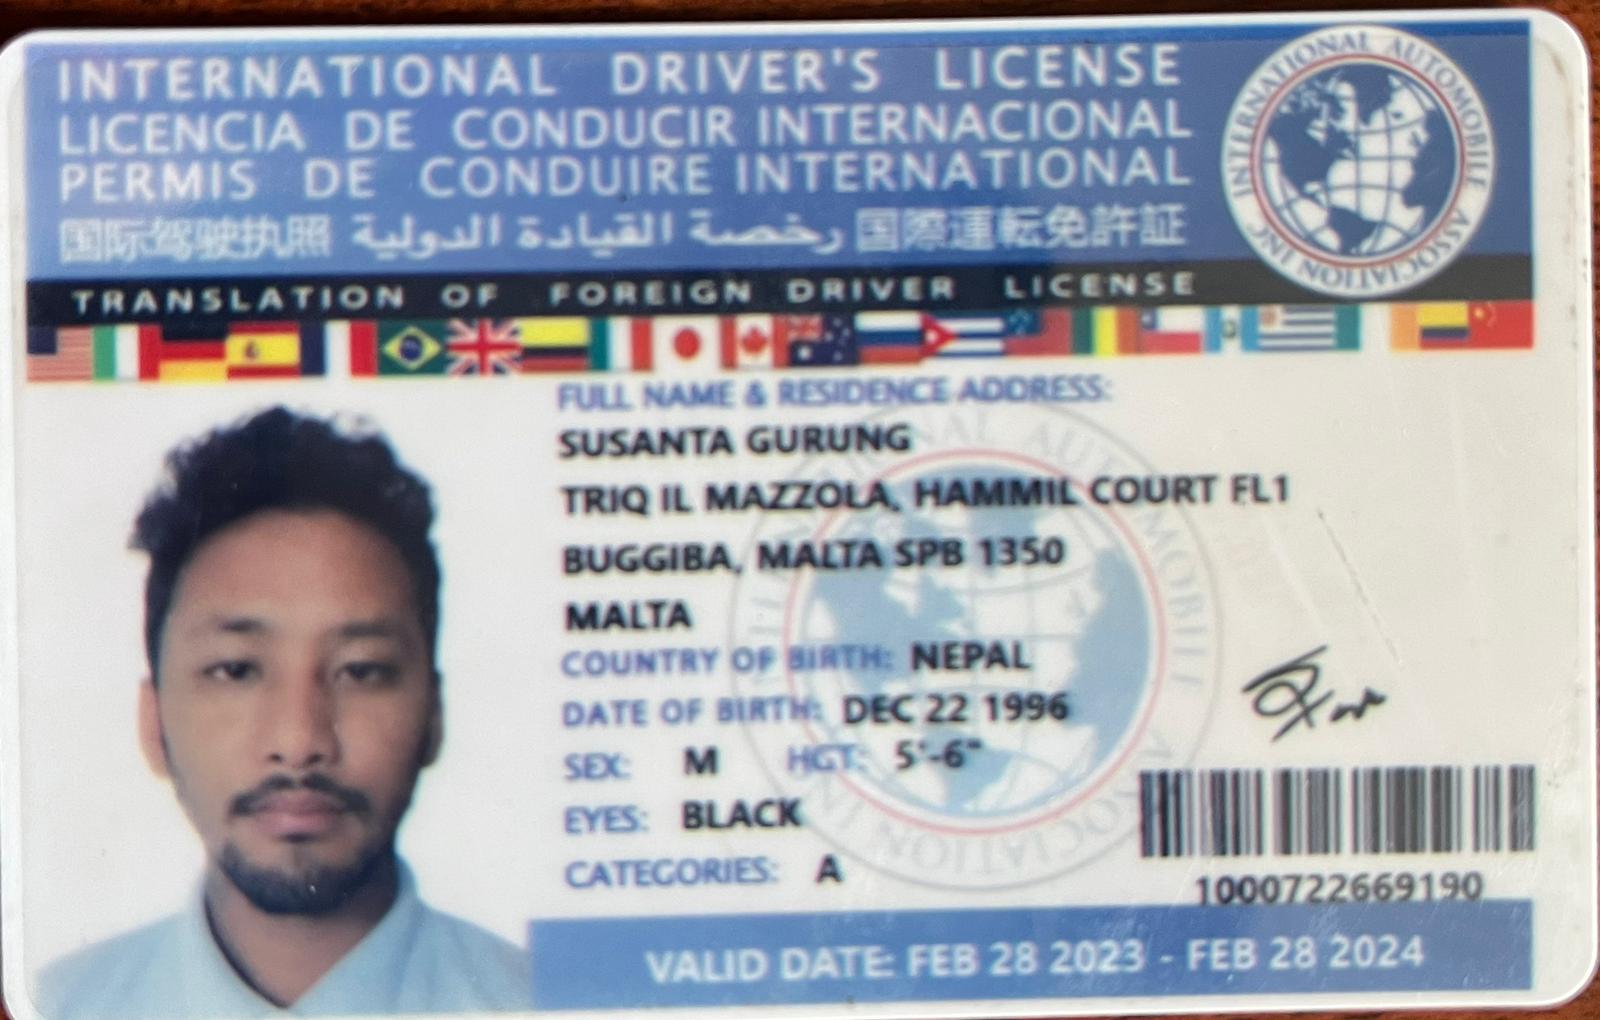 INTERNATIONAL DRIVER'S LICENSE
LICENCIA DE CONDUCIR INTERNACIONAL
PERMIS DE CONDUIRE INTERNATIONAL
国际驾驶执照 رخصة القيادة الدولية 国際運転免許証
INTERNATIONAL AUTOMOBILE ASSOCIATION INC
TRANSLATION OF FOREIGN DRIVER LICENSE
FULL NAME & RESIDENCE ADDRESS:
SUSANTA GURUNG
TRIQ IL MAZZOLA, HAMMIL COURT FL1
BUGGIBA, MALTA SPB 1350
MALTA
COUNTRY OF BIRTH: NEPAL
DATE OF BIRTH: DEC 22 1996
SEX: M HGT: 5'-6"
EYES: BLACK
CATEGORIES: A
1000722669190
VALID DATE: FEB 28 2023 - FEB 28 2024